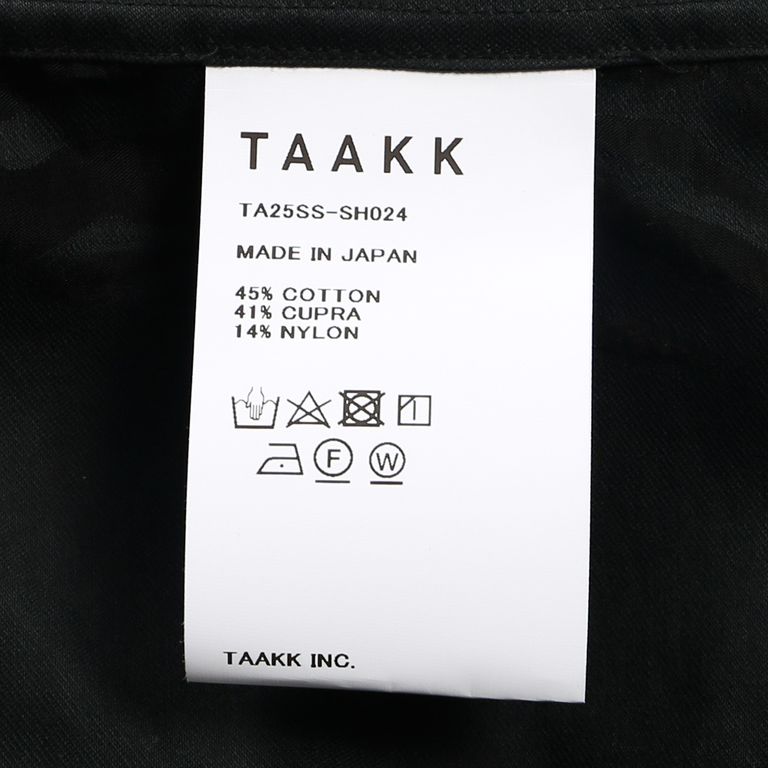 TAAKK
TA25SS-SH024
MADE IN JAPAN
45% COTTON
41% CUPRA
14% NYLON
F W
TAAKK INC.